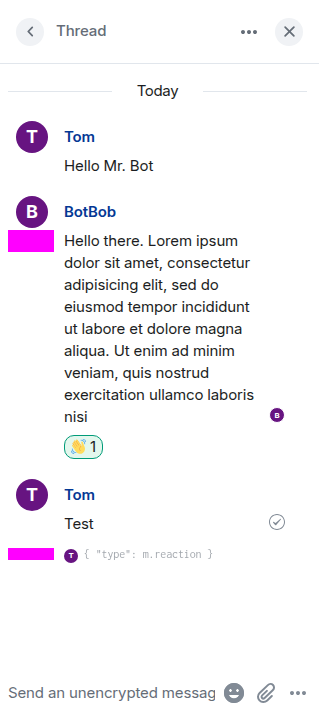 Thread
Today
T
Tom
Hello Mr. Bot
B
BotBob
Hello there. Lorem ipsum
dolor sit amet, consectetur
adipisicing elit, sed do
eiusmod tempor incididunt
ut labore et dolore magna
aliqua. Ut enim ad minim
veniam, quis nostrud
exercitation ullamco laboris
nisi
B
1
T
Tom
Test
T { "type": m.reaction }
Send an unencrypted messag